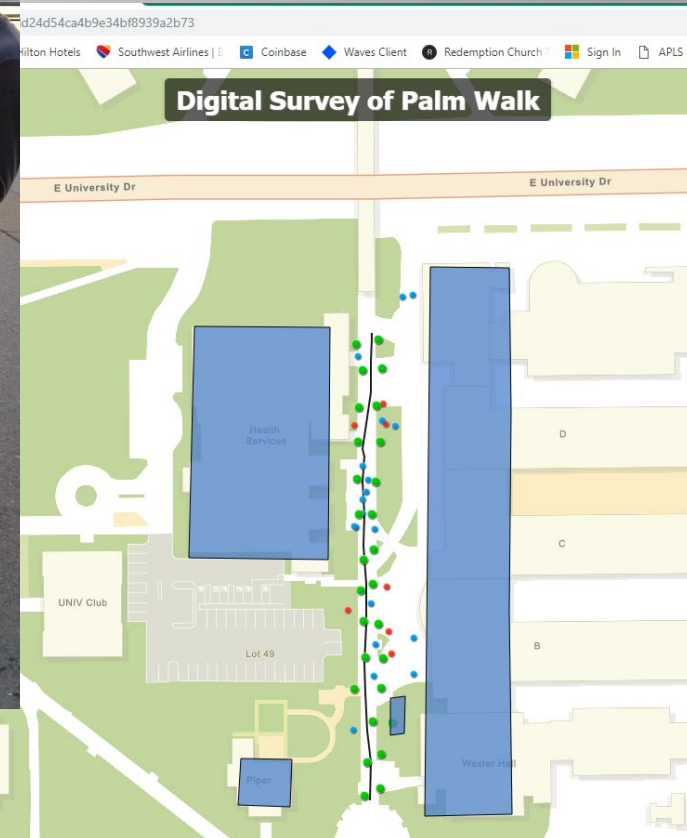 d24d54ca4b9e34bf8939a2b73
Hilton Hotels Southwest Airlines | Coinbase Waves Client Redemption Church Sign In APLS
Digital Survey of Palm Walk
E University Dr
E University Dr
Health
Services
D
C
UNIV Club
B
Lot 49
Piper
Wexler Hall